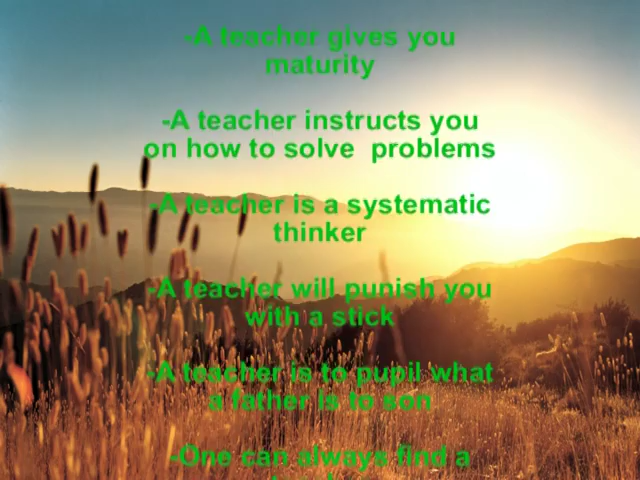 -A teacher gives you
maturity
-A teacher instructs you
on how to solve  problems
-A teacher is a systematic
thinker
-A teacher will punish you
with a stick
-A teacher is to pupil what
a father is to son
-One can always find a